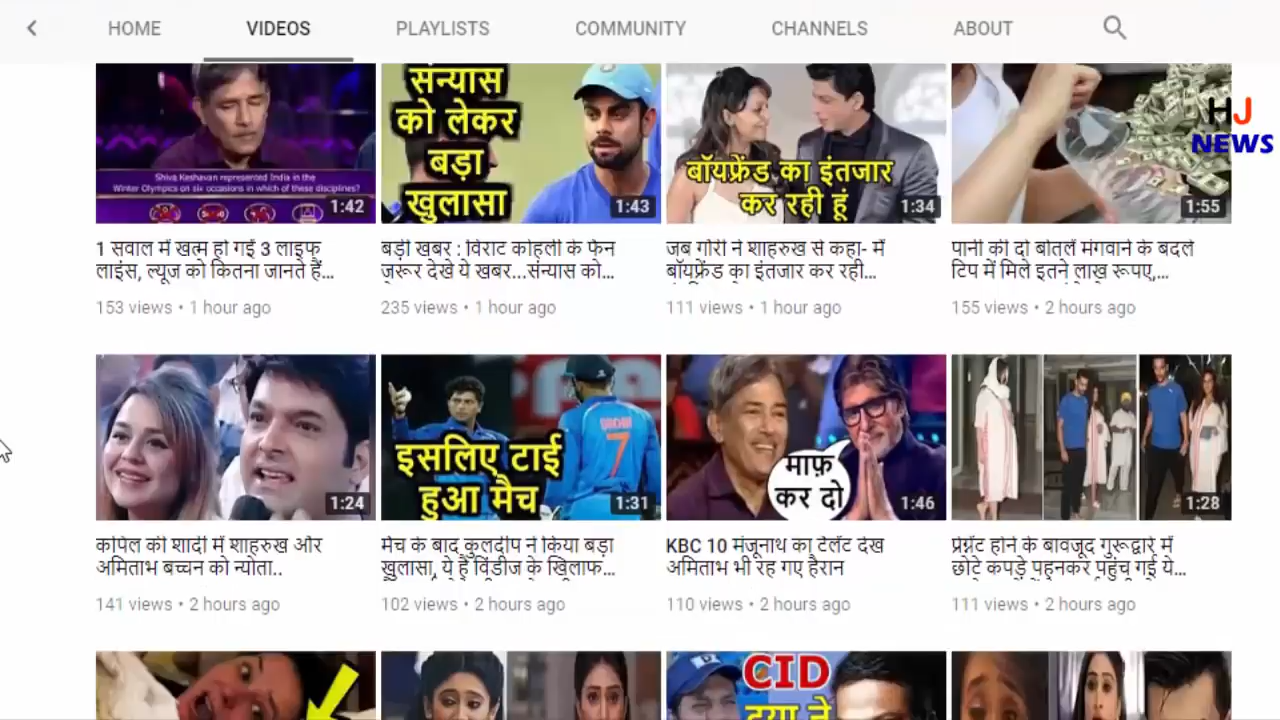 HOME
VIDEOS
PLAYLISTS
COMMUNITY
CHANNELS
ABOUT
HJ
NEWS
Shiva Keshavan represented India in the
Winter Olympics on six occasions in which of these disciplines?
1:42
सन्यास
को लेकर
बड़ा
खुलासा
1:43
बॉयफ्रेंड का इंतजार
कर रही हूं
1:34
1:55
1 सवाल में खत्म हो गई 3 लाइफ
लाइंस, ल्यूज को कितना जानते हैं...
153 views • 1 hour ago
बड़ी खबर : विराट कोहली के फैन
जरूर देखे ये खबर...संन्यास को...
235 views • 1 hour ago
जब गौरी ने शाहरुख से कहा- मैं
बॉयफ्रेंड का इंतजार कर रही...
111 views • 1 hour ago
पानी की दो बोतलें मंगवाने के बदले
टिप में मिले इतने लाख रूपए,...
155 views • 2 hours ago
1:24
इसलिए टाई
हुआ मैच
7
1:31
माफ़
कर दो
1:46
1:28
कपिल की शादी में शाहरुख और
अमिताभ बच्चन को न्योता..
141 views • 2 hours ago
मैच के बाद कुलदीप ने किया बड़ा
खुलासा, ये हैं विंडीज के खिलाफ...
102 views • 2 hours ago
KBC 10 मंजूनाथ का टैलेंट देख
अमिताभ भी रह गए हैरान
110 views • 2 hours ago
प्रेग्नेंट होने के बावजूद गुरूद्वारे में
छोटे कपड़े पहनकर पहुंच गई ये...
111 views • 2 hours ago
CID
दया ने